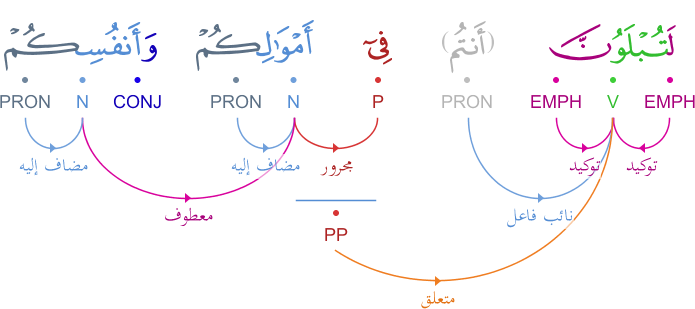 لَتُبْلَوُنَّ (أَنتُم) فِىٓ أَمْوَٰلِكُمْ وَأَنفُسِكُمْ
EMPH V EMPH PRON P N PRON CONJ N PRON
توكيد توكيد مجرور مضاف إليه مضاف إليه
نائب فاعل معطوف
PP
متعلق